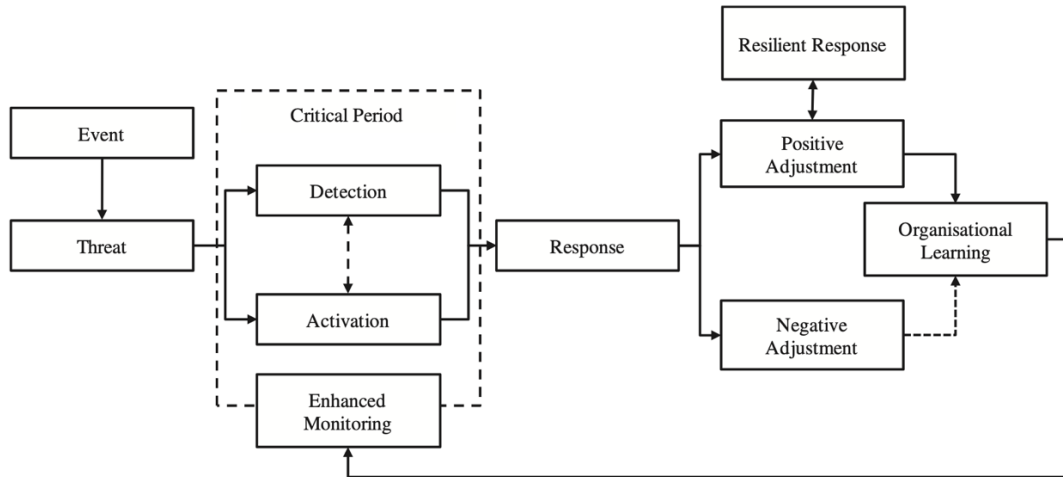 Resilient Response
Critical Period
Event
Positive
Adjustment
Detection
Organisational
Learning
Threat
Response
Activation
Negative
Adjustment
Enhanced
Monitoring